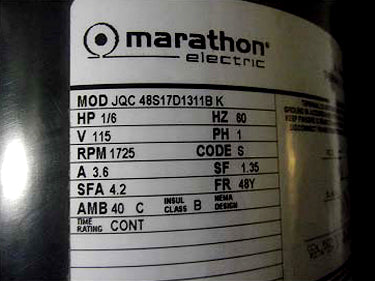 marathon®
electric
MOD JQC 48S17D1311B K
HP 1/6 HZ 60
V 115 PH 1
RPM 1725 CODE S
A 3.6 SF 1.35
SFA 4.2 FR 48Y
AMB 40 C INSUL CLASS B NEMA DESIGN
TIME RATING CONT